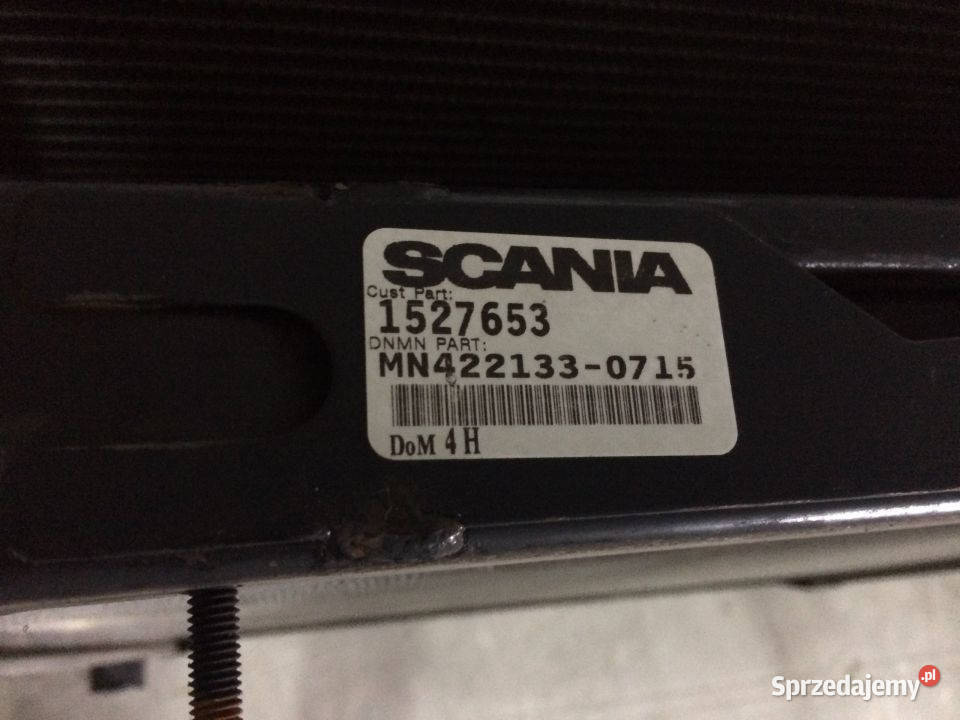 SCANIA
Cust Part:
1527653
DNMN PART:
MN422133-0715
DoM 4H
Sprzedajemy.pl